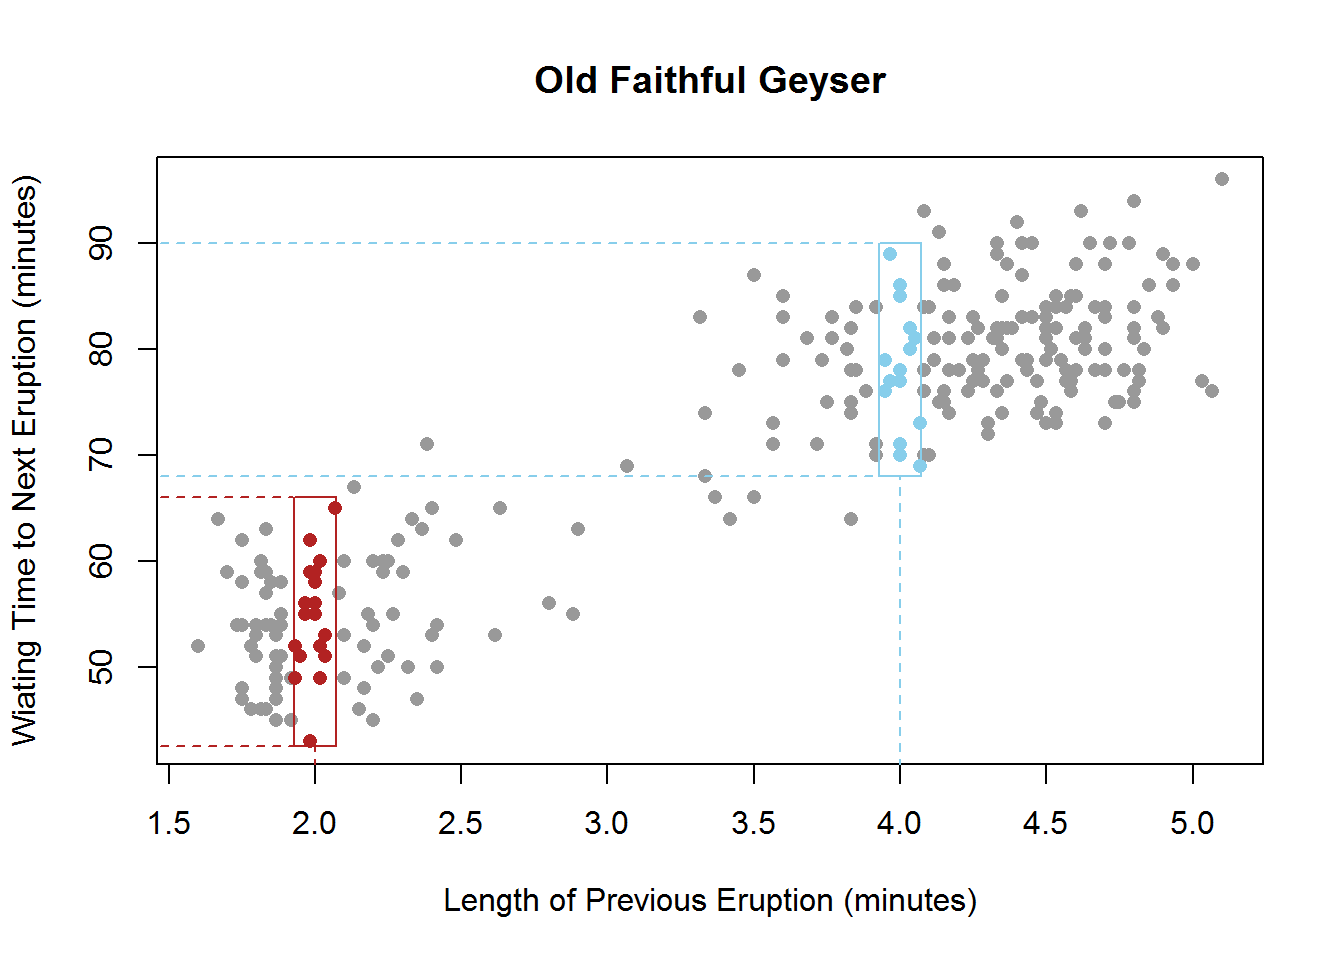 Old Faithful Geyser
Wiating Time to Next Eruption (minutes)
90
80
70
60
50
1.5 2.0 2.5 3.0 3.5 4.0 4.5 5.0
Length of Previous Eruption (minutes)